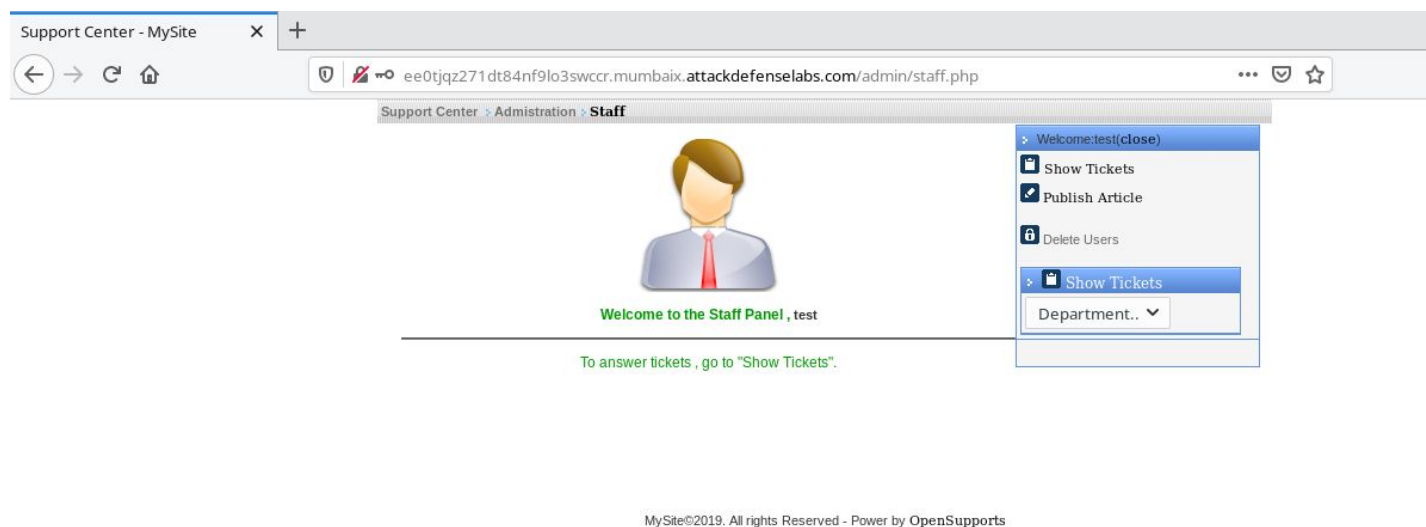 Support Center - MySite
ee0tjqz271dt84nf9lo3swccr.mumbaix.attackdefenselabs.com/admin/staff.php
Support Center Admistration Staff
Welcome:test(close)
Show Tickets
Publish Article
Delete Users
Show Tickets
Department..
Welcome to the Staff Panel , test
To answer tickets , go to "Show Tickets".
MySite©2019. All rights Reserved - Power by OpenSupports